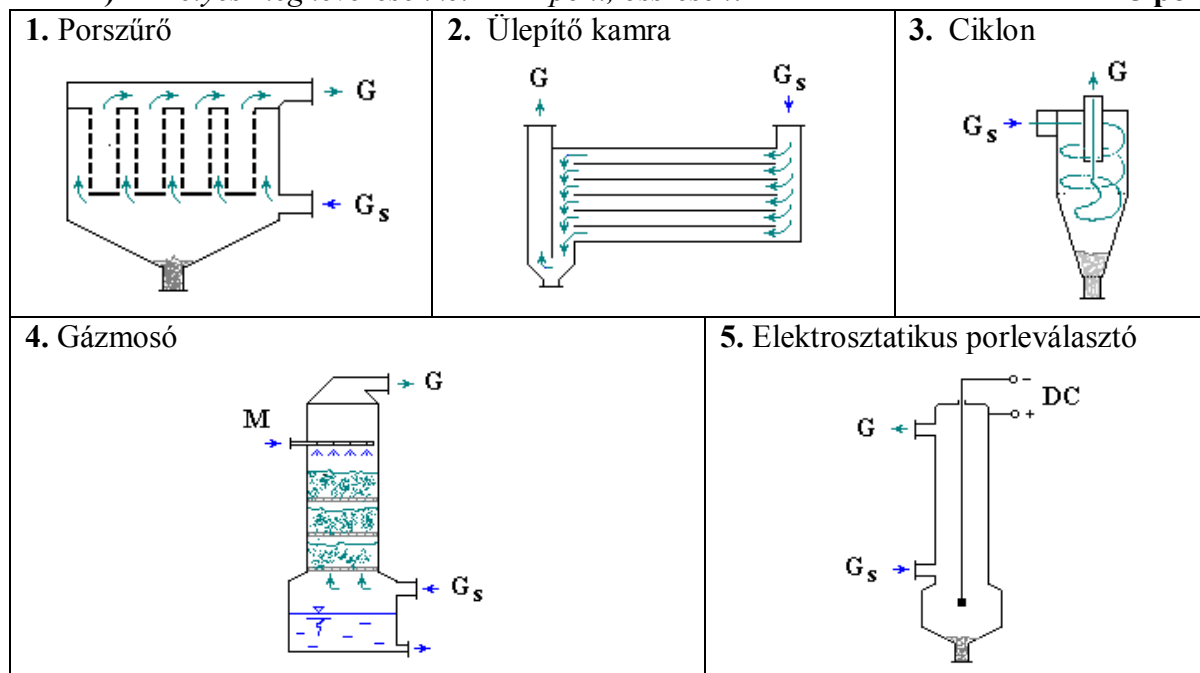 1. Porszűrő
G
Gs
2. Ülepítő kamra
G Gs
3. Ciklon
G
Gs
4. Gázmosó
G
M
Gs
5. Elektrosztatikus porleválasztó
− DC
+
G
Gs